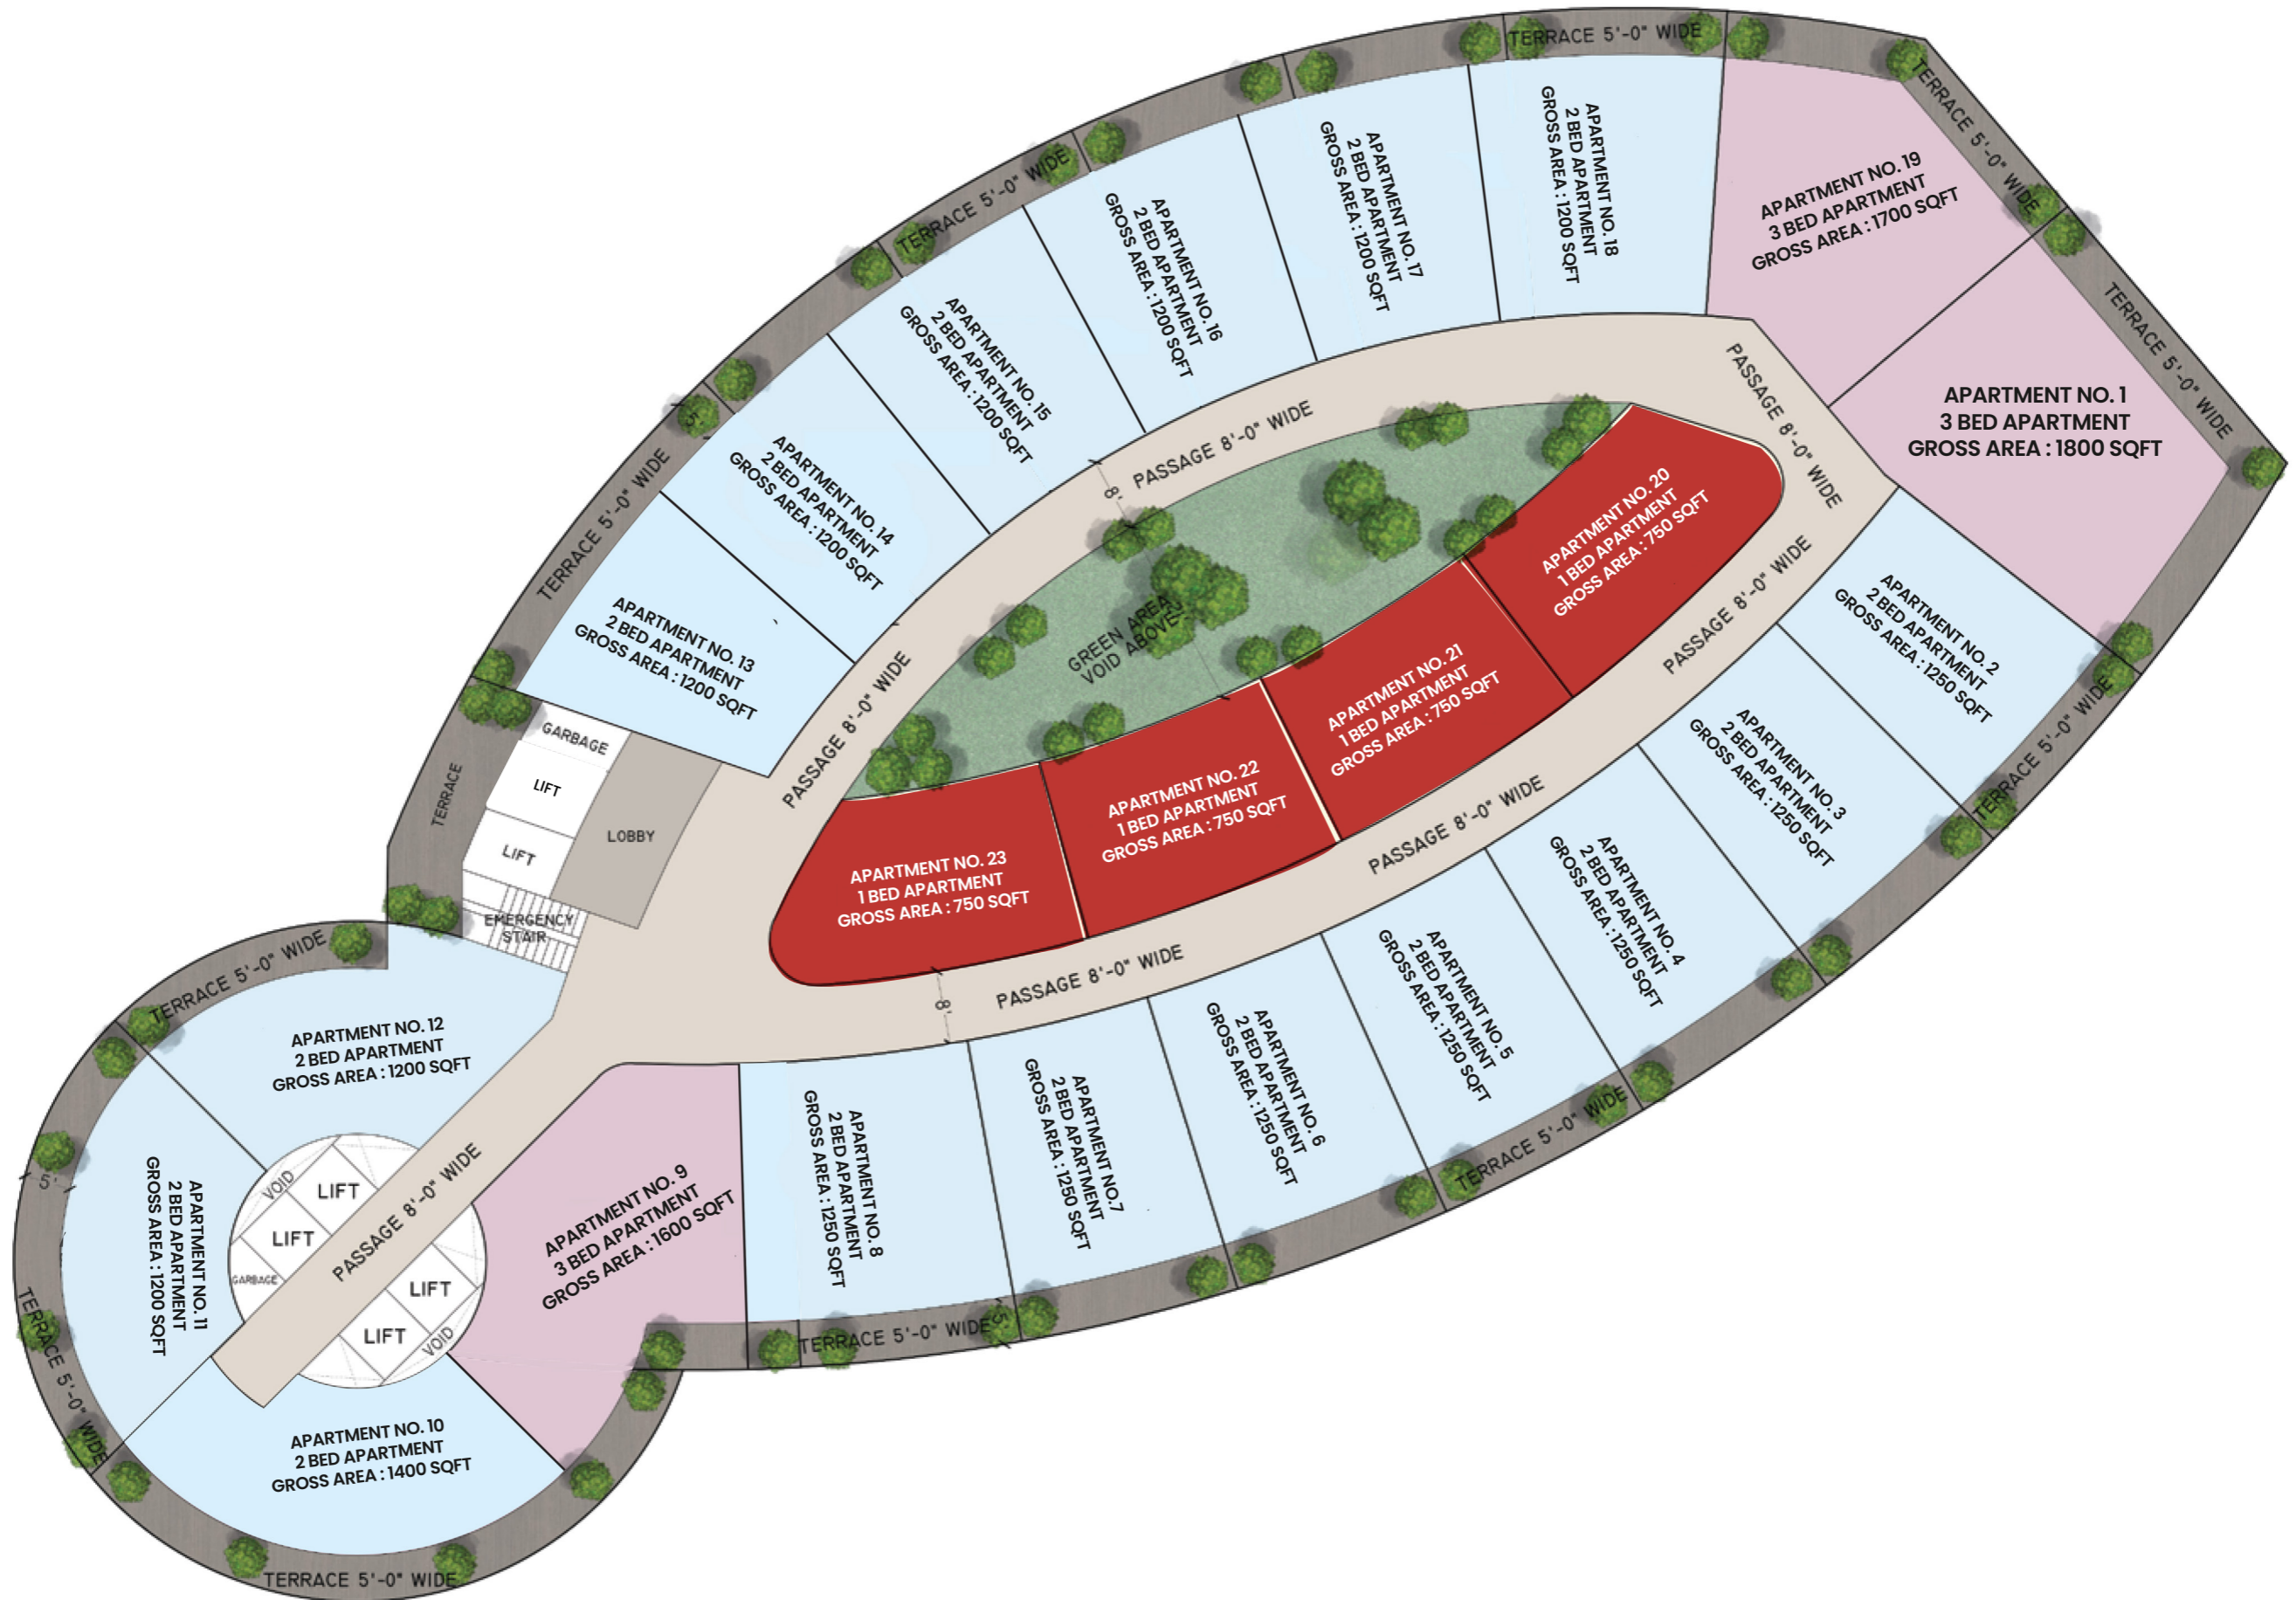 TERRACE 5'-0" WIDE
TERRACE 5'-0" WIDE
APARTMENT NO. 18
2 BED APARTMENT
GROSS AREA : 1200 SQFT
APARTMENT NO. 19
3 BED APARTMENT
GROSS AREA : 1700 SQFT
APARTMENT NO. 17
2 BED APARTMENT
GROSS AREA : 1200 SQFT
TERRACE 5'-0" WIDE
APARTMENT NO. 16
2 BED APARTMENT
GROSS AREA : 1200 SQFT
TERRACE 5'-0" WIDE
APARTMENT NO. 15
2 BED APARTMENT
GROSS AREA : 1200 SQFT
APARTMENT NO. 1
3 BED APARTMENT
GROSS AREA : 1800 SQFT
PASSAGE 8'-0" WIDE
PASSAGE 8'-0" WIDE
8'
5'
APARTMENT NO. 14
2 BED APARTMENT
GROSS AREA : 1200 SQFT
TERRACE 5'-0" WIDE
APARTMENT NO. 20
1 BED APARTMENT
GROSS AREA : 750 SQFT
PASSAGE 8'-0" WIDE
GREEN AREA
VOID ABOVE
APARTMENT NO. 13
2 BED APARTMENT
GROSS AREA : 1200 SQFT
APARTMENT NO. 2
2 BED APARTMENT
GROSS AREA : 1250 SQFT
PASSAGE 8'-0" WIDE
APARTMENT NO. 21
1 BED APARTMENT
GROSS AREA : 750 SQFT
TERRACE 5'-0" WIDE
APARTMENT NO. 3
2 BED APARTMENT
GROSS AREA : 1250 SQFT
GARBAGE
LIFT
TERRACE
LOBBY
LIFT
EMERGENCY
STAIR
APARTMENT NO. 22
1 BED APARTMENT
GROSS AREA : 750 SQFT
PASSAGE 8'-0" WIDE
APARTMENT NO. 23
1 BED APARTMENT
GROSS AREA : 750 SQFT
APARTMENT NO. 4
2 BED APARTMENT
GROSS AREA : 1250 SQFT
PASSAGE 8'-0" WIDE
8'
APARTMENT NO. 5
2 BED APARTMENT
GROSS AREA : 1250 SQFT
TERRACE 5'-0" WIDE
APARTMENT NO. 12
2 BED APARTMENT
GROSS AREA : 1200 SQFT
APARTMENT NO. 6
2 BED APARTMENT
GROSS AREA : 1250 SQFT
TERRACE 5'-0" WIDE
APARTMENT NO.7
2 BED APARTMENT
GROSS AREA : 1250 SQFT
APARTMENT NO. 8
2 BED APARTMENT
GROSS AREA : 1250 SQFT
5'
APARTMENT NO. 11
2 BED APARTMENT
GROSS AREA : 1200 SQFT
VOID
LIFT
LIFT
GARBAGE
PASSAGE 8'-0" WIDE
LIFT
LIFT
VOID
APARTMENT NO. 9
3 BED APARTMENT
GROSS AREA : 1600 SQFT
TERRACE 5'-0" WIDE
5'
TERRACE 5'-0" WIDE
APARTMENT NO. 10
2 BED APARTMENT
GROSS AREA : 1400 SQFT
TERRACE 5'-0" WIDE